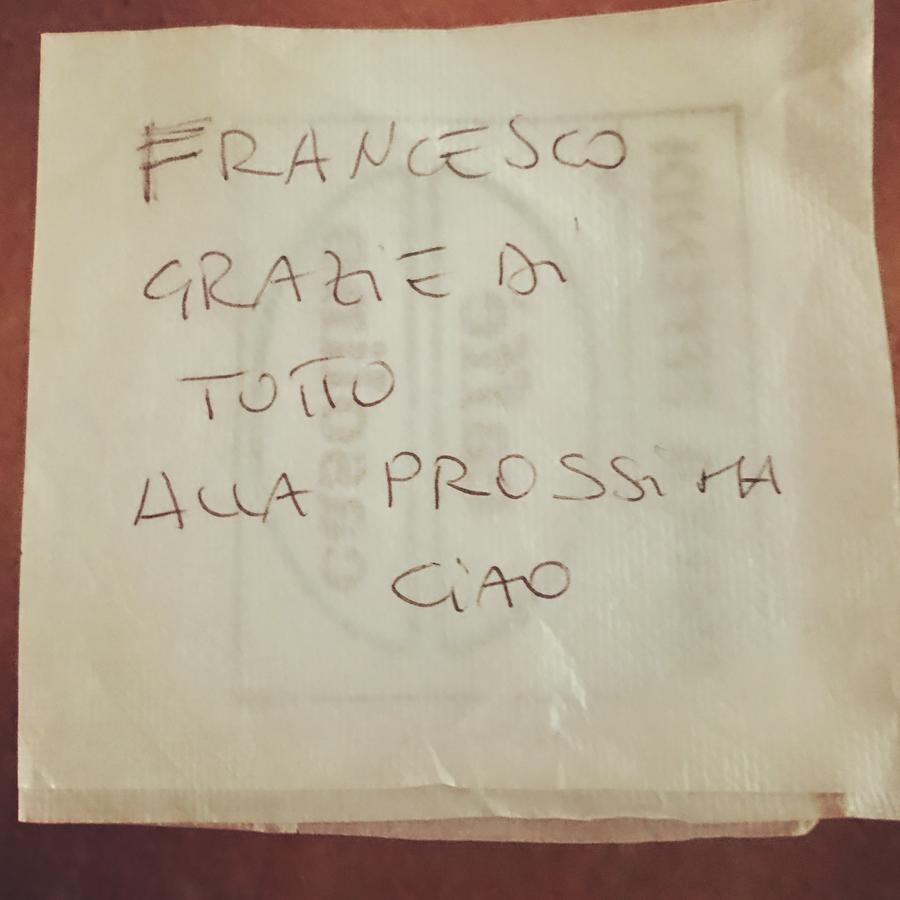 FRANCESCO
GRAZIE DI
TUTTO
ALLA PROSSIMA
CIAO